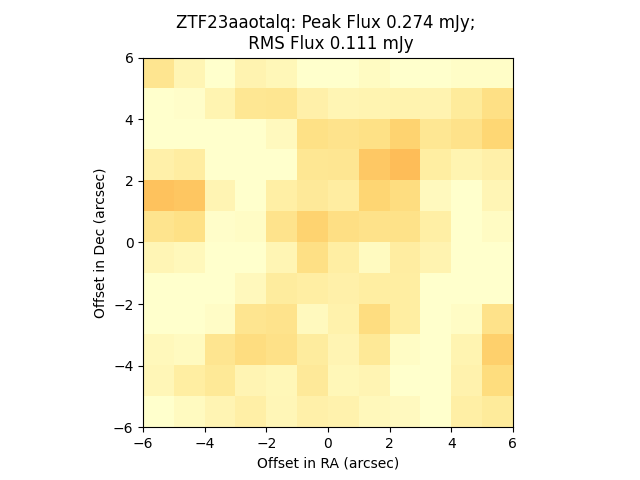 ZTF23aaotalq: Peak Flux 0.274 mJy;
RMS Flux 0.111 mJy
6
4
2
0
−2
−4
−6
Offset in Dec (arcsec)
−6 −4 −2 0 2 4 6
Offset in RA (arcsec)